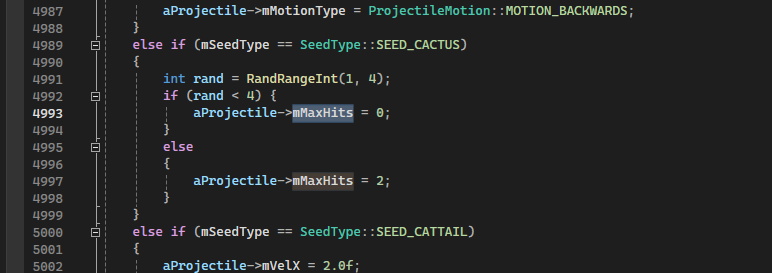 4987 aProjectile->mMotionType = ProjectileMotion::MOTION_BACKWARDS;
4988 }
4989 else if (mSeedType == SeedType::SEED_CACTUS)
4990 {
4991 int rand = RandRangeInt(1, 4);
4992 if (rand < 4) {
4993 aProjectile->mMaxHits = 0;
4994 }
4995 else
4996 {
4997 aProjectile->mMaxHits = 2;
4998 }
4999 }
5000 else if (mSeedType == SeedType::SEED_CATTAIL)
5001 {
5002 aProjectile->mVelX = 2.0f;